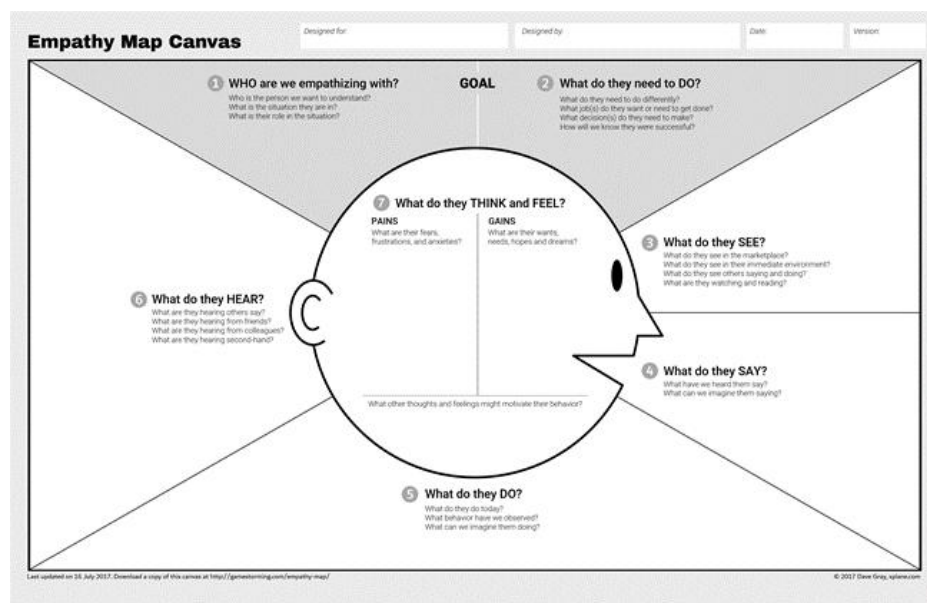 Empathy Map Canvas
Designed for:
Designed by:
Date:
Version:
1 WHO are we empathizing with?
Who is the person we want to understand?
What is the situation they are in?
What is their role in the situation?
GOAL
2 What do they need to DO?
What do they need to do differently?
What job(s) do they want or need to get done?
What decision(s) do they need to make?
How will we know they were successful?
3 What do they SEE?
What do they see in the marketplace?
What do they see in their immediate environment?
What do they see others saying and doing?
What are they watching and reading?
4 What do they SAY?
What have we heard them say?
What can we imagine them saying?
5 What do they DO?
What do they do today?
What behavior have we observed?
What can we imagine them doing?
6 What do they HEAR?
What are they hearing others say?
What are they hearing from friends?
What are they hearing from colleagues?
What are they hearing second-hand?
7 What do they THINK and FEEL?
PAINS
What are their fears,
frustrations, and anxieties?
GAINS
What are their wants,
needs, hopes and dreams?
What other thoughts and feelings might motivate their behavior?
Last updated on 16 July 2017. Download a copy of this canvas at http://gamestorming.com/empathy-map/
© 2017 Dave Gray, xplane.com